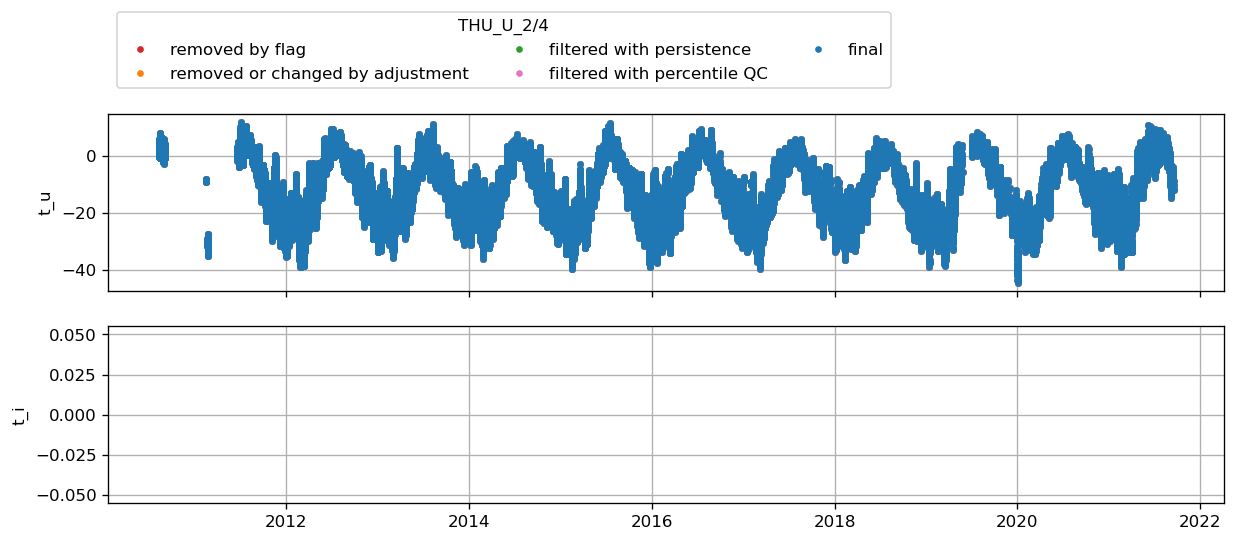 THU_U_2/4
removed by flag
filtered with persistence
final
removed or changed by adjustment
filtered with percentile QC
0
−20
−40
t_u
0.050
0.025
0.000
−0.025
−0.050
t_i
2012
2014
2016
2018
2020
2022